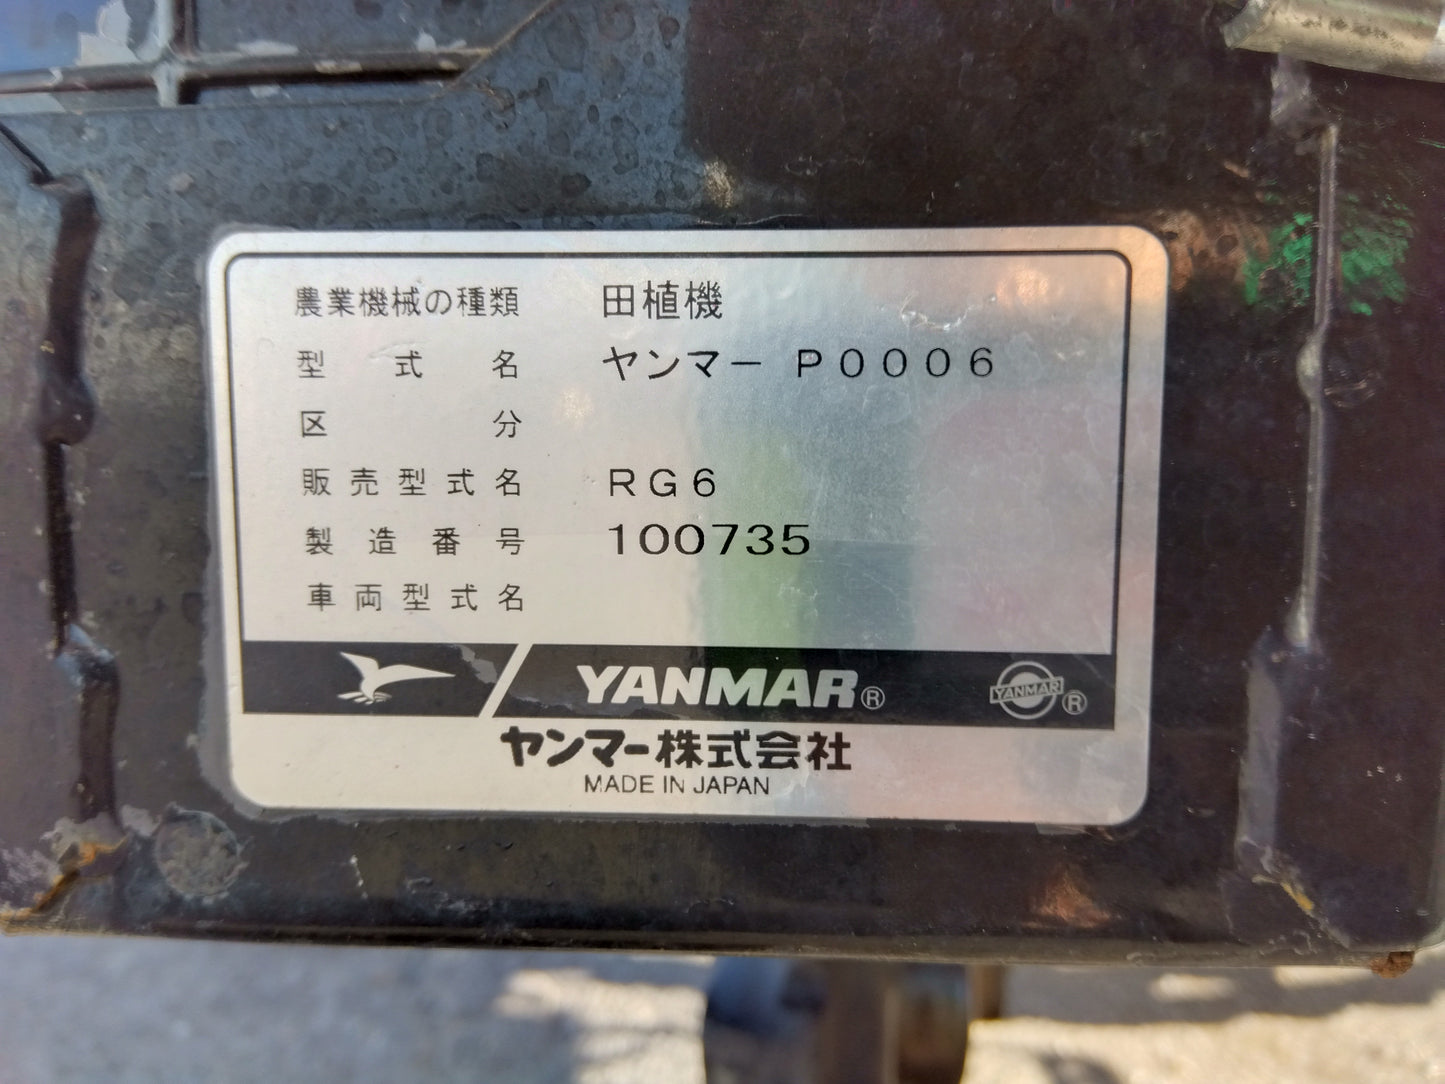 農業機械の種類 田植機
型式名 ヤンマー P0006
区分
販売型式名 RG6
製造番号 100735
車両型式名
YANMAR® YANMAR®
ヤンマー株式会社
MADE IN JAPAN